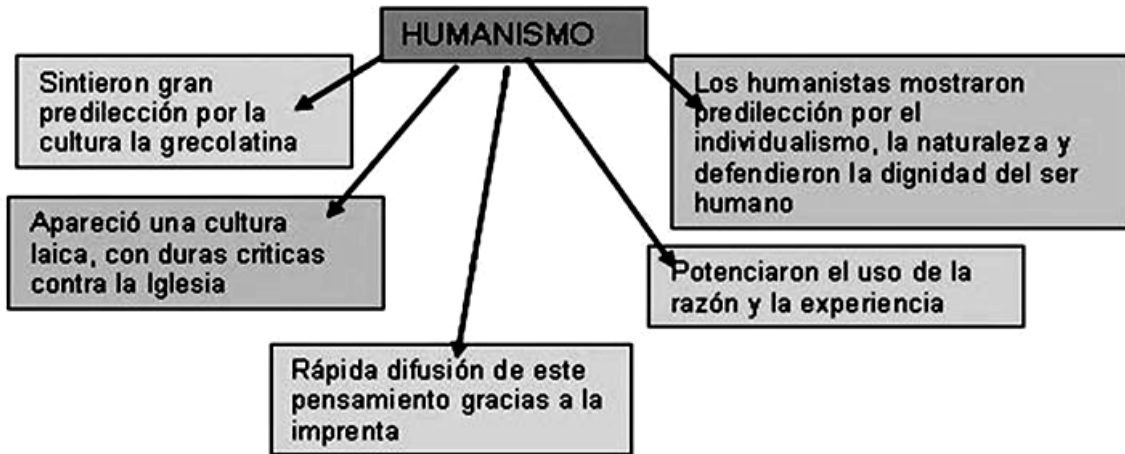 HUMANISMO
Sintieron gran
predilección por la
cultura la grecolatina
Los humanistas mostraron
predilección por el
individualismo, la naturaleza y
defendieron la dignidad del ser
humano
Apareció una cultura
laica, con duras criticas
contra la Iglesia
Potenciaron el uso de la
razón y la experiencia
Rápida difusión de este
pensamiento gracias a la
imprenta